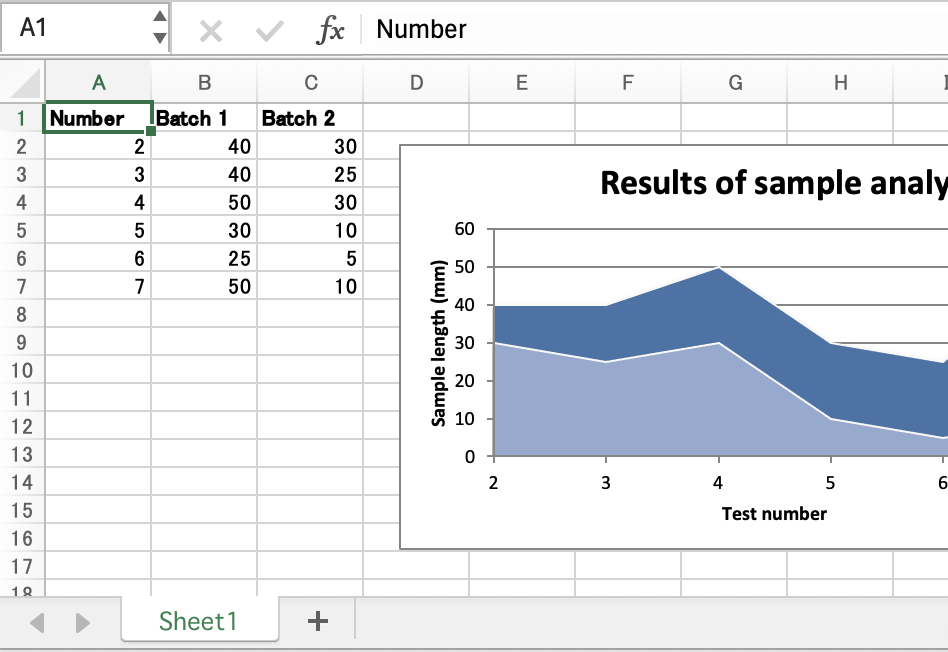 A1 fx Number
A B C D E F G H
1 Number Batch 1 Batch 2
2 2 40 30
3 3 40 25
4 4 50 30
5 5 30 10
6 6 25 5
7 7 50 10
8
9
10
11
12
13
14
15
16
17
18
Results of sample analy
Sample length (mm)
60
50
40
30
20
10
0
2 3 4 5 6
Test number
Sheet1 +